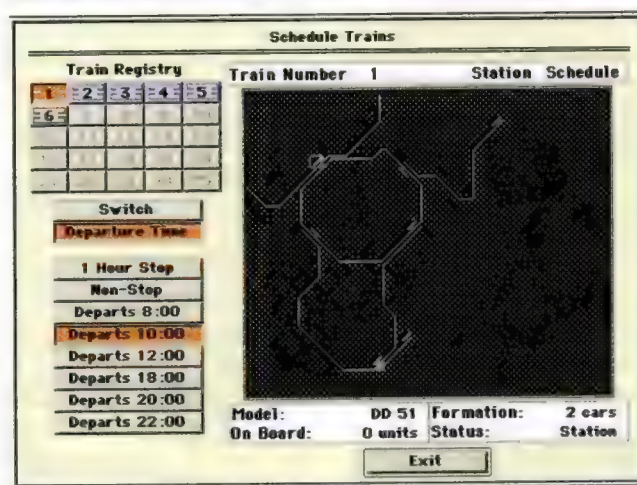 Schedule Trains
Train Registry
Train Number 1 Station Schedule
1 2 3 4 5
6
Switch
Departure Time
1 Hour Stop
Non-Stop
Departs 8:00
Departs 10:00
Departs 12:00
Departs 18:00
Departs 20:00
Departs 22:00
Model: DD 51 Formation: 2 cars
On Board: 0 units Status: Station
Exit